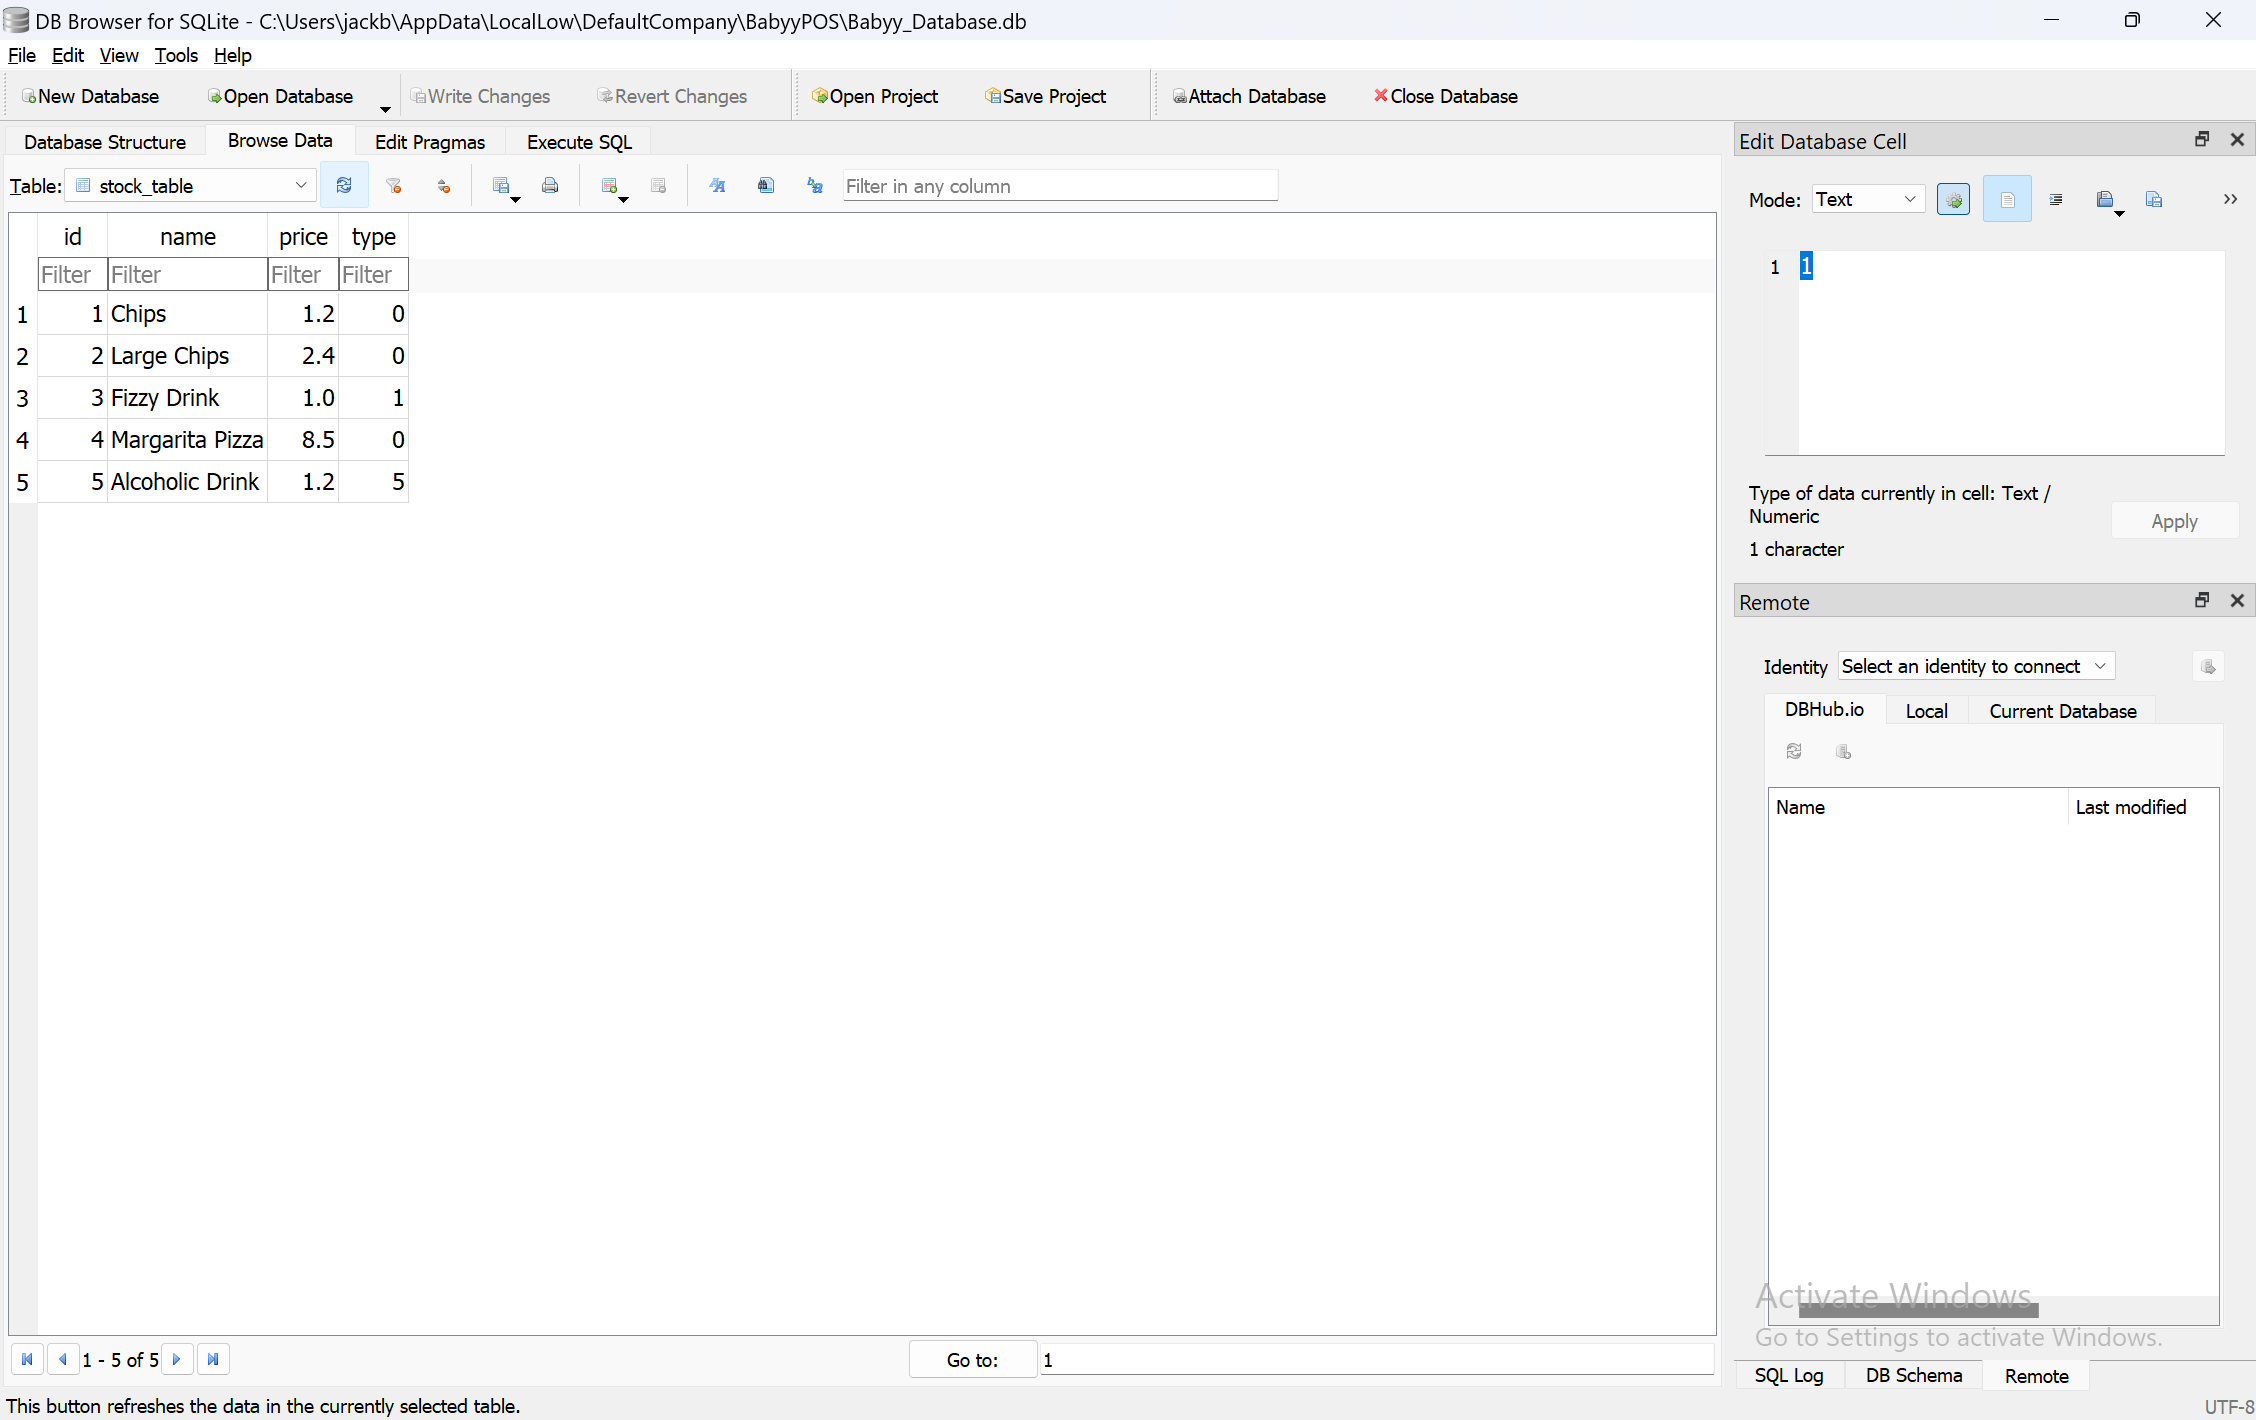 DB Browser for SQLite - C:\Users\jackb\AppData\LocalLow\DefaultCompany\BabyyPOS\Babyy_Database.db
File Edit View Tools Help
New Database Open Database Write Changes Revert Changes Open Project Save Project Attach Database Close Database
Database Structure Browse Data Edit Pragmas Execute SQL
Table: stock_table Filter in any column
id name price type
Filter Filter Filter Filter
1 1 Chips 1.2 0
2 2 Large Chips 2.4 0
3 3 Fizzy Drink 1.0 1
4 4 Margarita Pizza 8.5 0
5 5 Alcoholic Drink 1.2 5
1 - 5 of 5 Go to: 1
This button refreshes the data in the currently selected table.
Edit Database Cell
Mode: Text
1 1
Type of data currently in cell: Text /
Numeric
Apply
1 character
Remote
Identity Select an identity to connect
DBHub.io Local Current Database
Name Last modified
Activate Windows
Go to Settings to activate Windows.
SQL Log DB Schema Remote
UTF-8